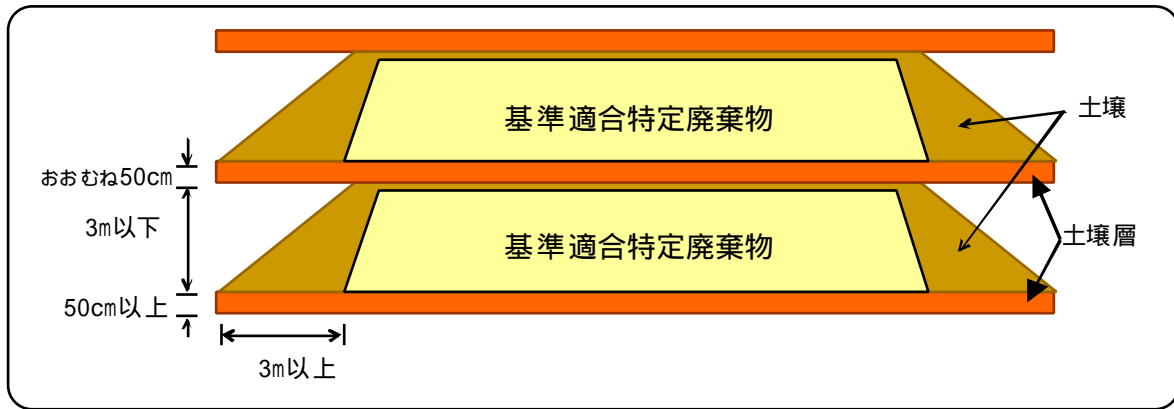 基準適合特定廃棄物
土壌
おおむね50cm
3m以下
基準適合特定廃棄物
土壌層
50cm以上
3m以上